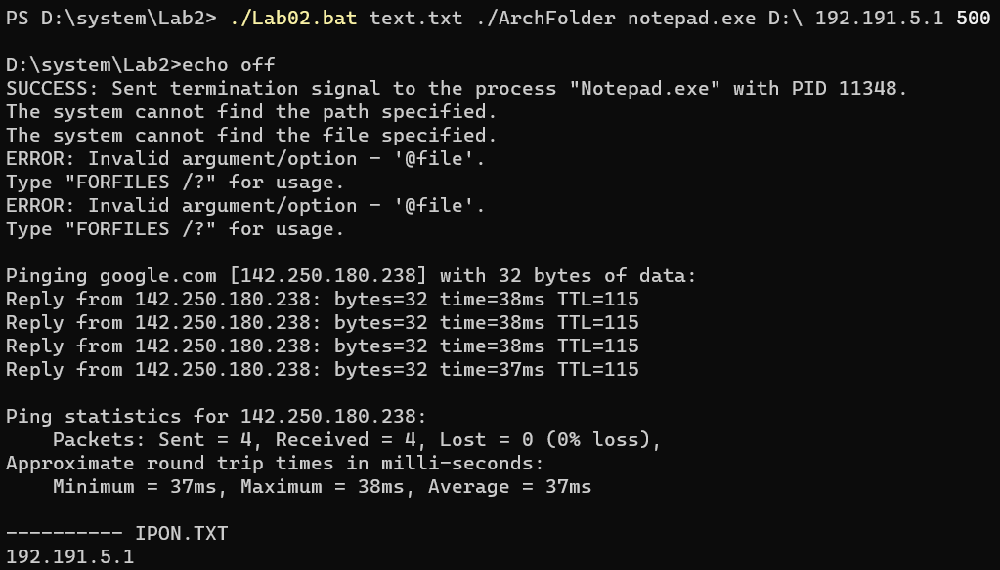 PS D:\system\Lab2> ./Lab02.bat text.txt ./ArchFolder notepad.exe D:\ 192.191.5.1 500
D:\system\Lab2>echo off
SUCCESS: Sent termination signal to the process "Notepad.exe" with PID 11348.
The system cannot find the path specified.
The system cannot find the file specified.
ERROR: Invalid argument/option - '@file'.
Type "FORFILES /?" for usage.
ERROR: Invalid argument/option - '@file'.
Type "FORFILES /?" for usage.
Pinging google.com [142.250.180.238] with 32 bytes of data:
Reply from 142.250.180.238: bytes=32 time=38ms TTL=115
Reply from 142.250.180.238: bytes=32 time=38ms TTL=115
Reply from 142.250.180.238: bytes=32 time=38ms TTL=115
Reply from 142.250.180.238: bytes=32 time=37ms TTL=115
Ping statistics for 142.250.180.238:
    Packets: Sent = 4, Received = 4, Lost = 0 (0% loss),
Approximate round trip times in milli-seconds:
    Minimum = 37ms, Maximum = 38ms, Average = 37ms
---------- IPON.TXT
192.191.5.1